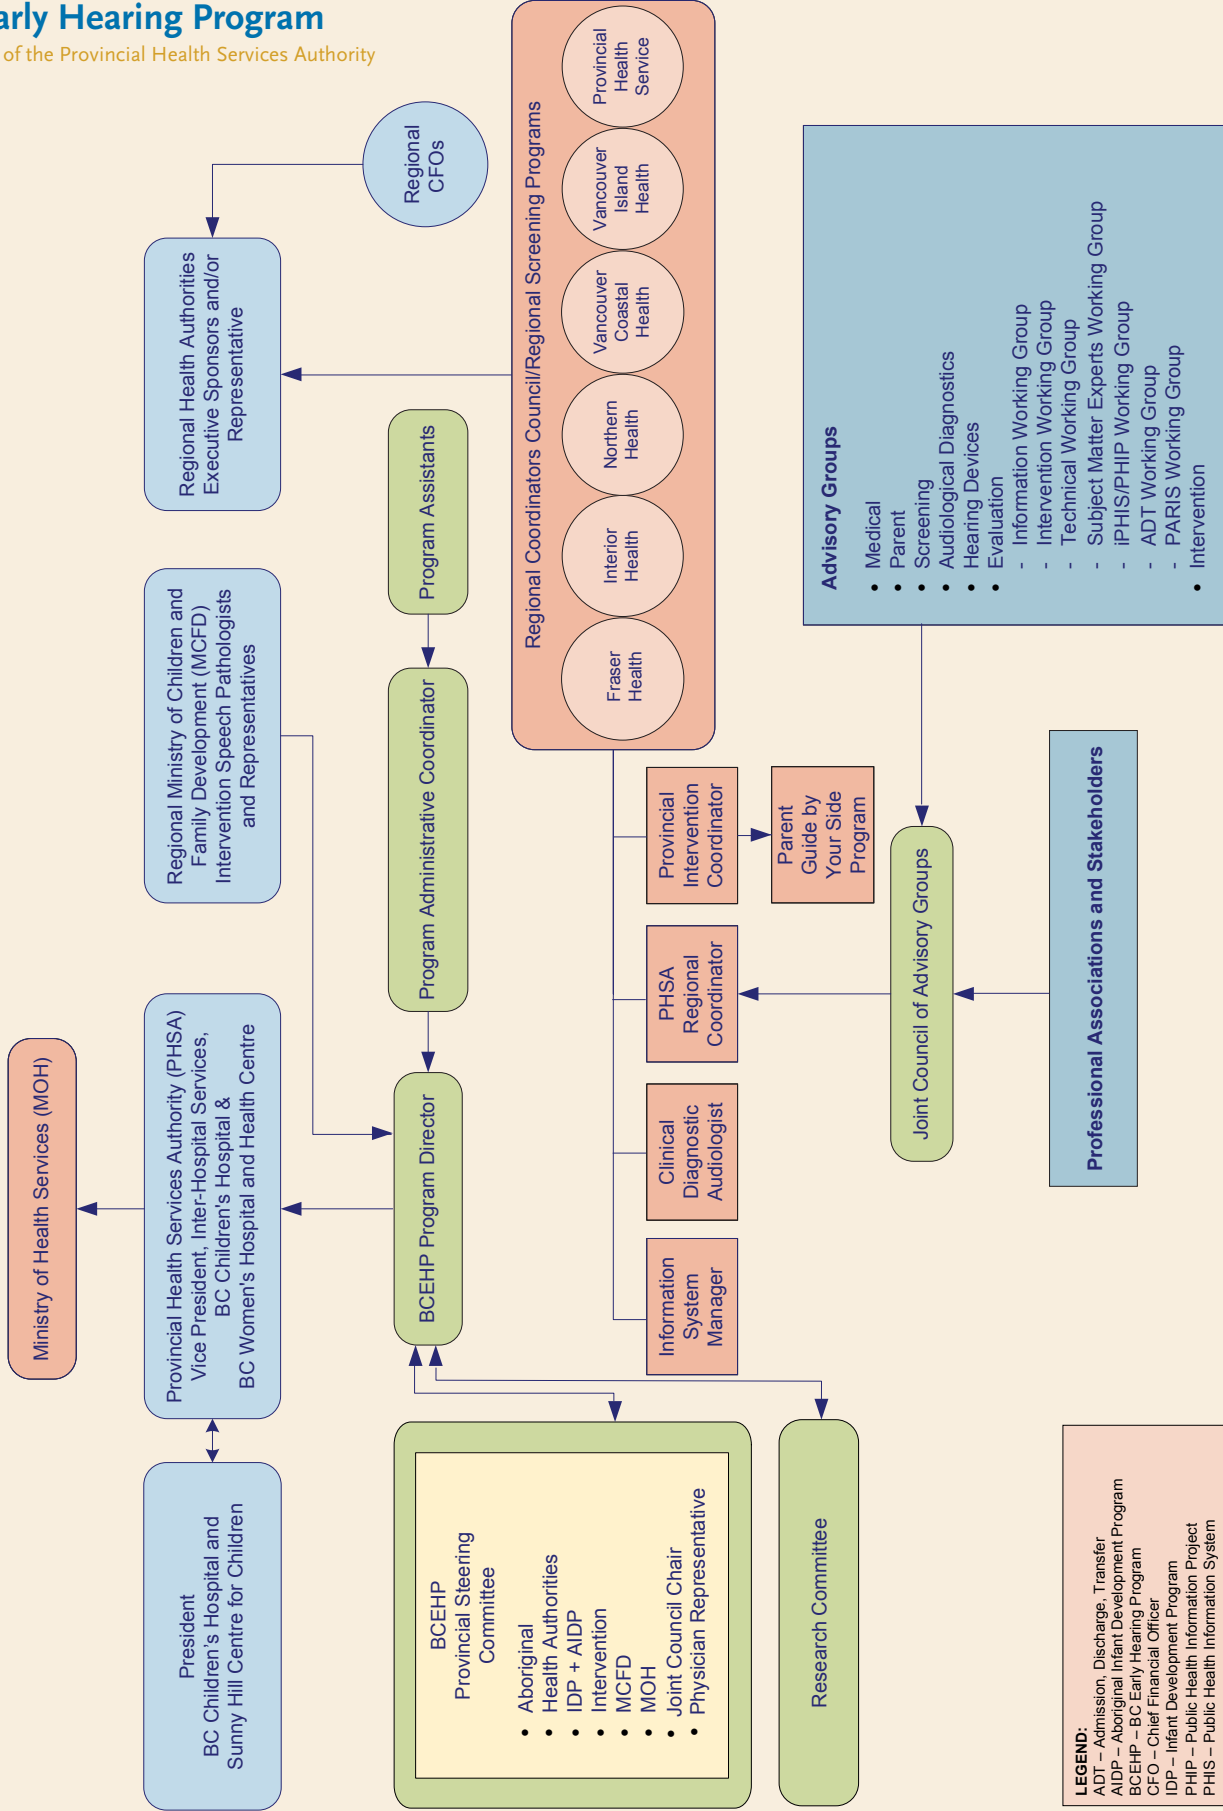 arly Hearing Program
of the Provincial Health Services Authority
Ministry of Health Services (MOH)
President
BC Children's Hospital and
Sunny Hill Centre for Children
Provincial Health Services Authority (PHSA)
Vice President, Inter-Hospital Services,
BC Children's Hospital &
BC Women's Hospital and Health Centre
Regional Ministry of Children and
Family Development (MCFD)
Intervention Speech Pathologists
and Representatives
Regional Health Authorities
Executive Sponsors and/or
Representative
Regional
CFOs
BCEHP Program Director
Program Administrative Coordinator
Program Assistants
BCEHP
Provincial Steering
Committee
• Aboriginal
• Health Authorities
• IDP + AIDP
• Intervention
• MCFD
• MOH
• Joint Council Chair
• Physician Representative
Research Committee
Regional Coordinators Council/Regional Screening Programs
Fraser
Health
Interior
Health
Northern
Health
Vancouver
Coastal
Health
Vancouver
Island
Health
Provincial
Health
Service
Information
System
Manager
Clinical
Diagnostic
Audiologist
PHSA
Regional
Coordinator
Provincial
Intervention
Coordinator
Parent
Guide by
Your Side
Program
Joint Council of Advisory Groups
Professional Associations and Stakeholders
Advisory Groups
• Medical
• Parent
• Screening
• Audiological Diagnostics
• Hearing Devices
• Evaluation
- Information Working Group
- Intervention Working Group
- Technical Working Group
- Subject Matter Experts Working Group
- iPHIS/PHIP Working Group
- ADT Working Group
- PARIS Working Group
• Intervention
LEGEND:
ADT – Admission, Discharge, Transfer
AIDP – Aboriginal Infant Development Program
BCEHP – BC Early Hearing Program
CFO – Chief Financial Officer
IDP – Infant Development Program
PHIP – Public Health Information Project
PHIS – Public Health Information System